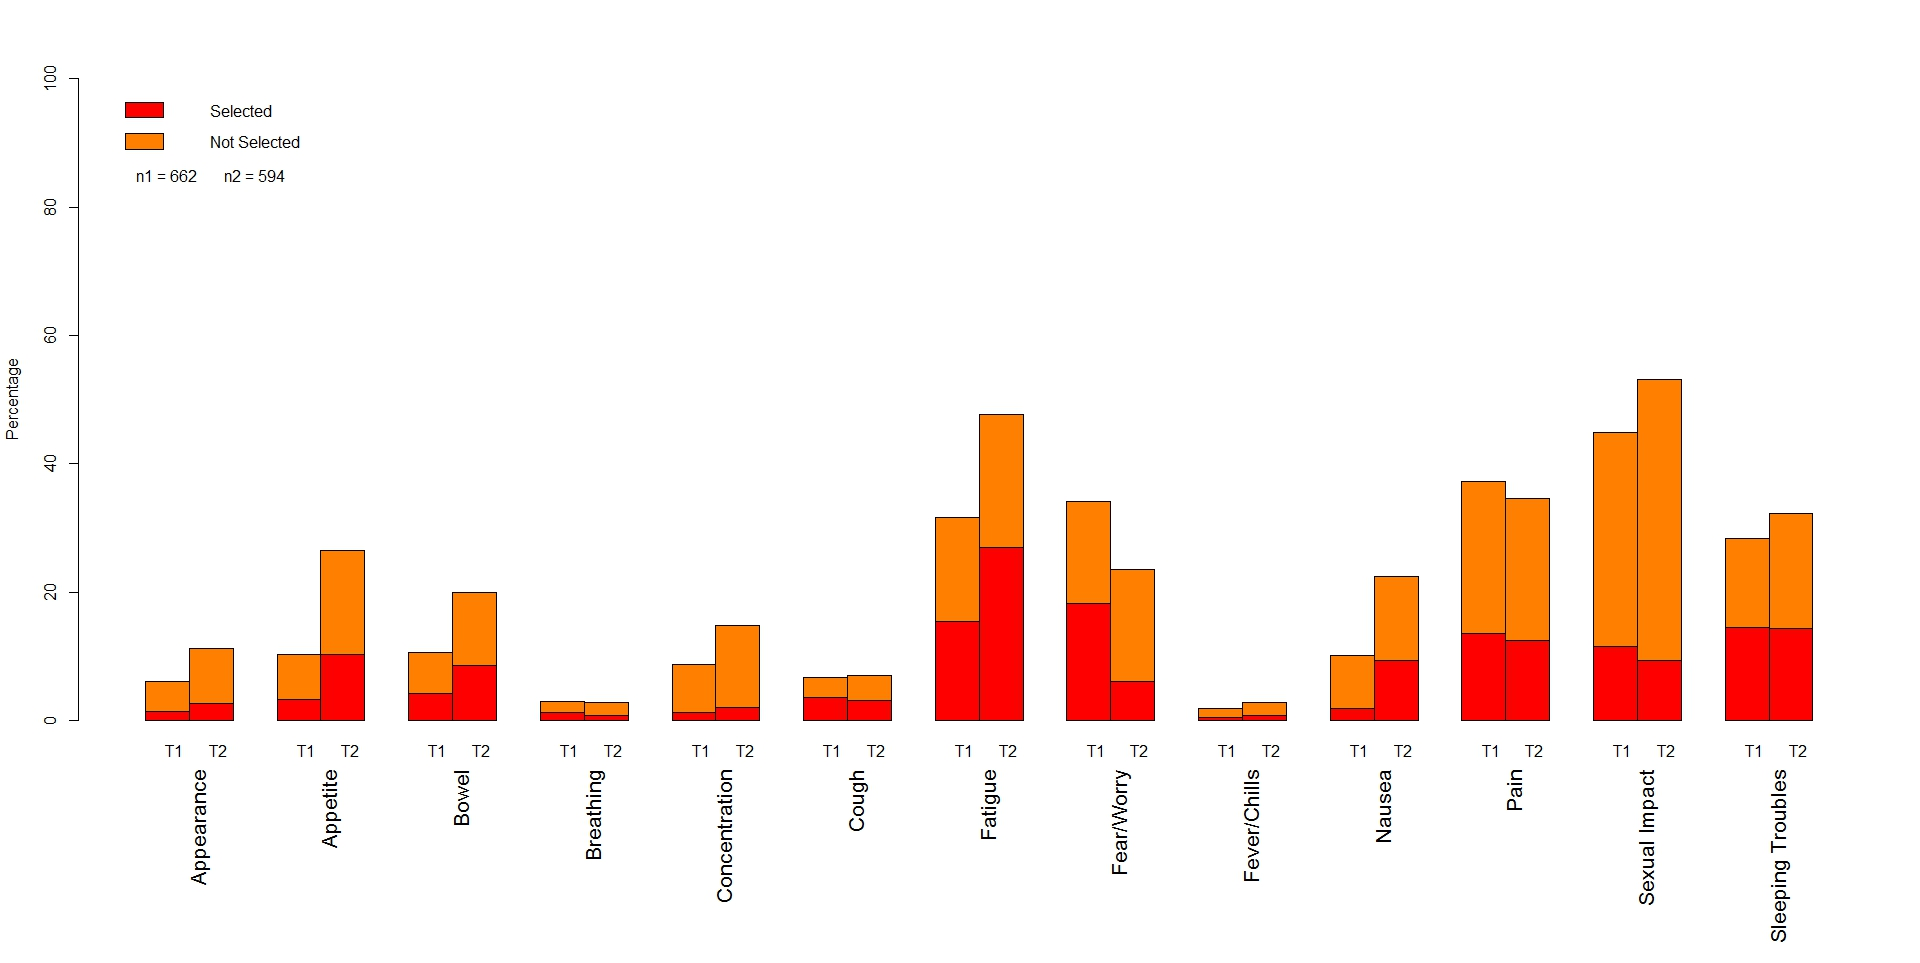 100
80
60
40
20
0
Percentage
Selected
Not Selected
n1 = 662 n2 = 594
T1 T2 T1 T2 T1 T2 T1 T2 T1 T2 T1 T2 T1 T2 T1 T2 T1 T2 T1 T2 T1 T2 T1 T2 T1 T2
Appearance
Appetite
Bowel
Breathing
Concentration
Cough
Fatigue
Fear/Worry
Fever/Chills
Nausea
Pain
Sexual Impact
Sleeping Troubles